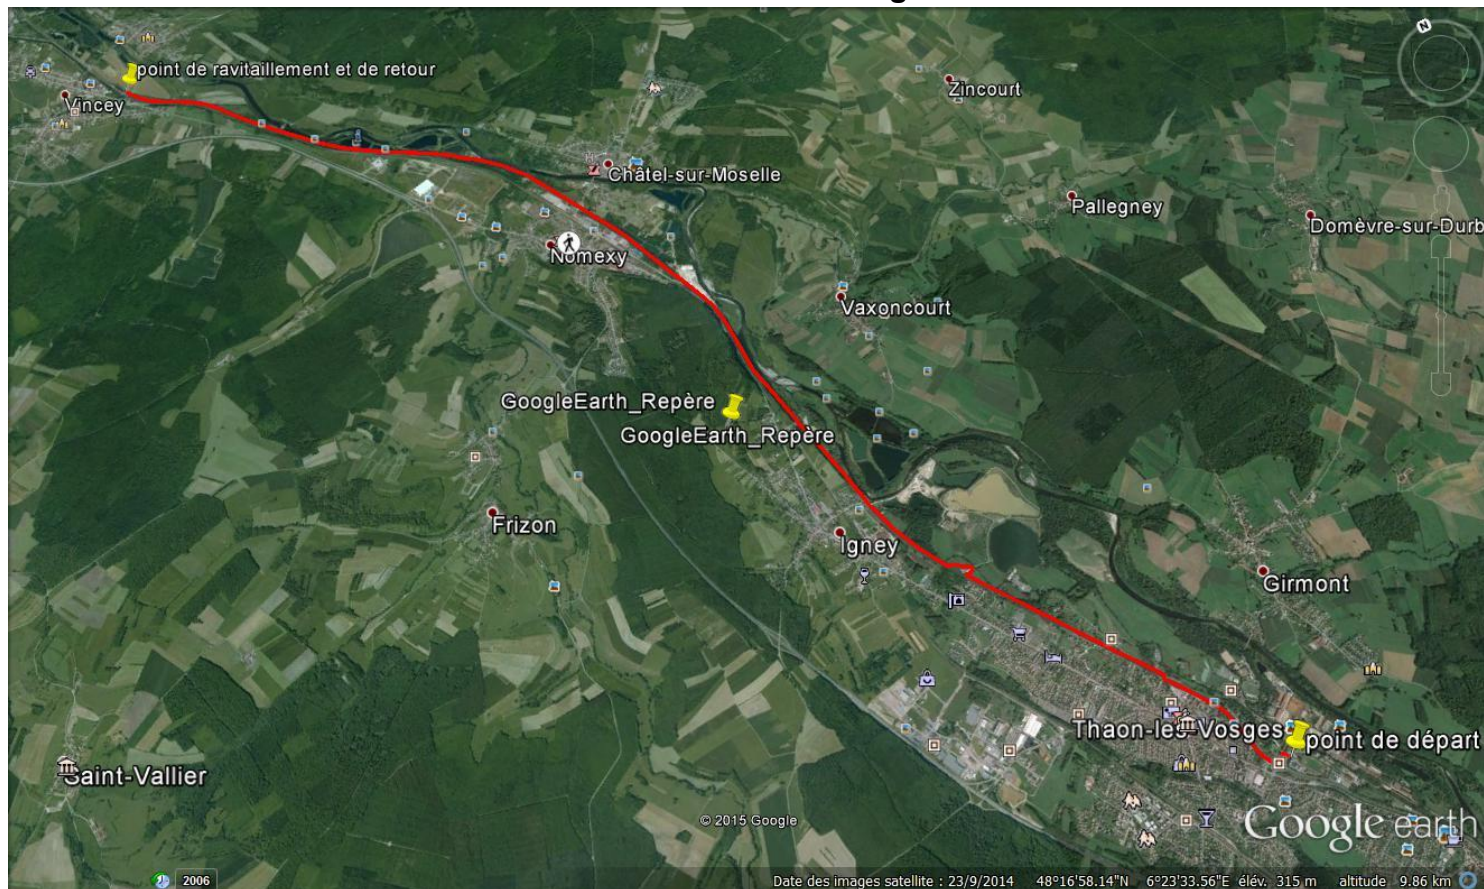 point de ravitaillement et de retour
Vincey
Zincourt
Châtel-sur-Moselle
Pallegney
Domèvre-sur-Durb
Nomexy
Vaxoncourt
GoogleEarth_Repère
GoogleEarth_Repère
Frizon
Igney
Girmont
Thaon-les-Vosges
point de départ
Saint-Vallier
© 2015 Google
Google earth
2006
Date des images satellite : 23/9/2014 48°16'58.14"N 6°23'33.56"E élév. 315 m altitude 9.86 km
N